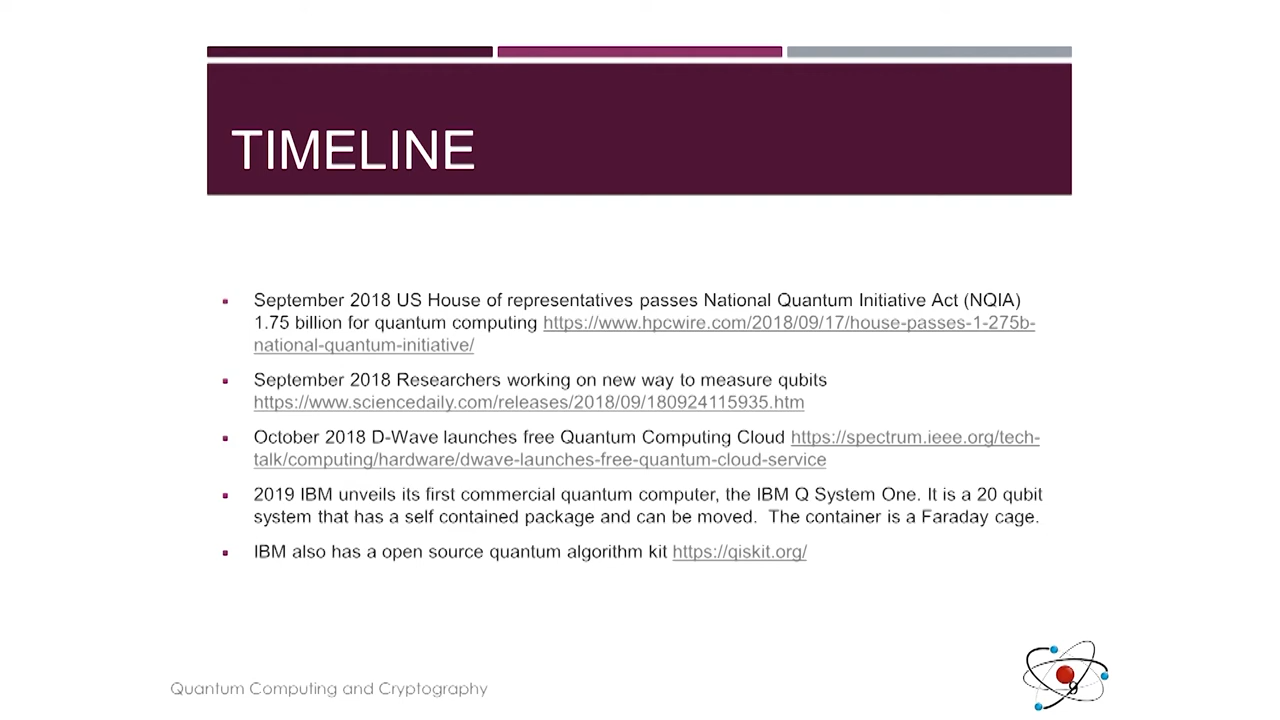 TIMELINE
September 2018 US House of representatives passes National Quantum Initiative Act (NQIA)
1.75 billion for quantum computing https://www.hpcwire.com/2018/09/17/house-passes-1-275b-
national-quantum-initiative/
September 2018 Researchers working on new way to measure qubits
https://www.sciencedaily.com/releases/2018/09/180924115935.htm
October 2018 D-Wave launches free Quantum Computing Cloud https://spectrum.ieee.org/tech-
talk/computing/hardware/dwave-launches-free-quantum-cloud-service
2019 IBM unveils its first commercial quantum computer, the IBM Q System One. It is a 20 qubit
system that has a self contained package and can be moved. The container is a Faraday cage.
IBM also has a open source quantum algorithm kit https://qiskit.org/
Quantum Computing and Cryptography
9